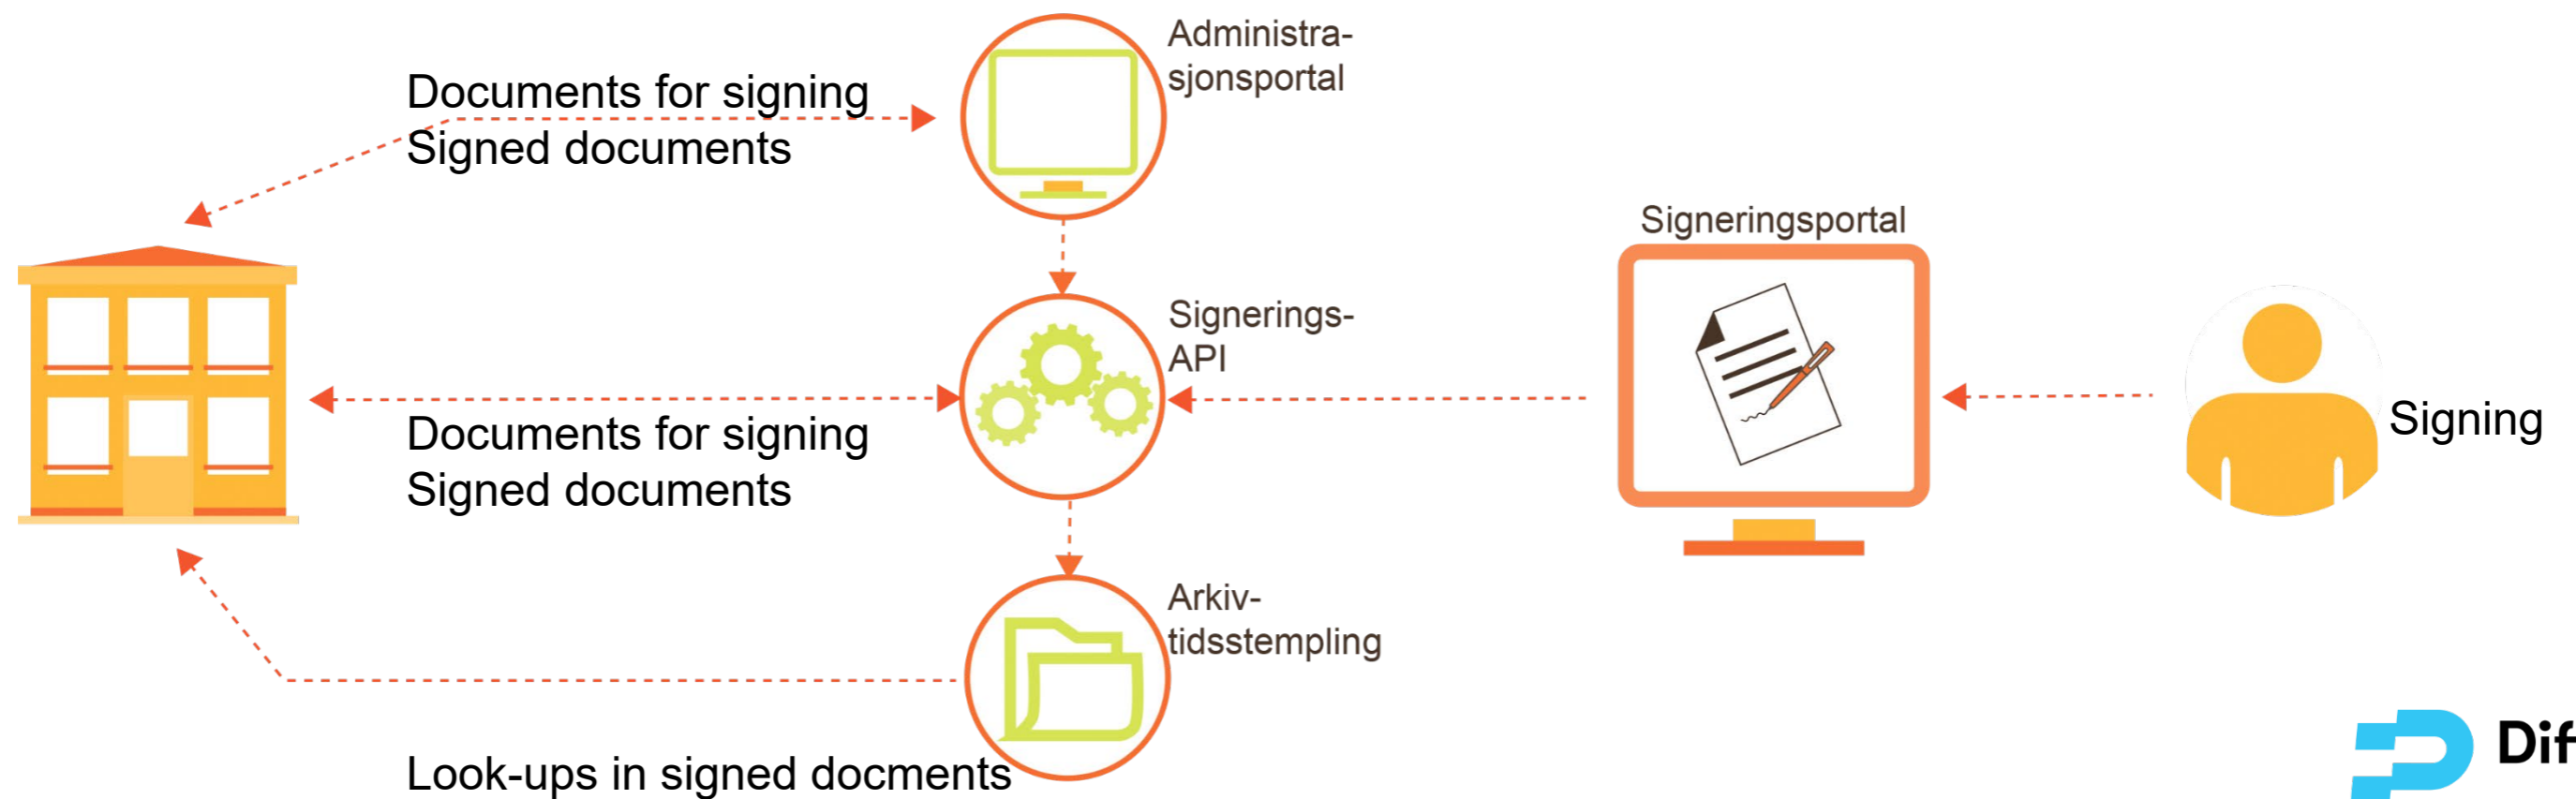 Administra-
sjonsportal
Documents for signing
Signed documents
Signeringsportal
Signerings-
API
Documents for signing
Signed documents
Signing
Arkiv-
tidsstempling
Look-ups in signed docments
Dif